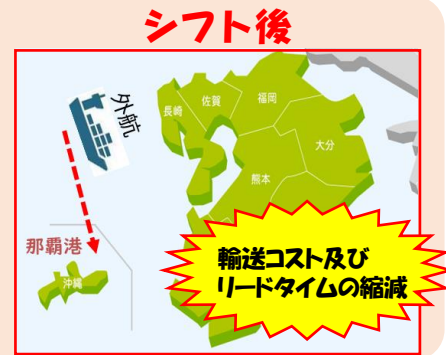 シフト後
外航
長崎
佐賀
福岡
大分
熊本
那覇港
沖縄
輸送コスト及び
リードタイムの縮減